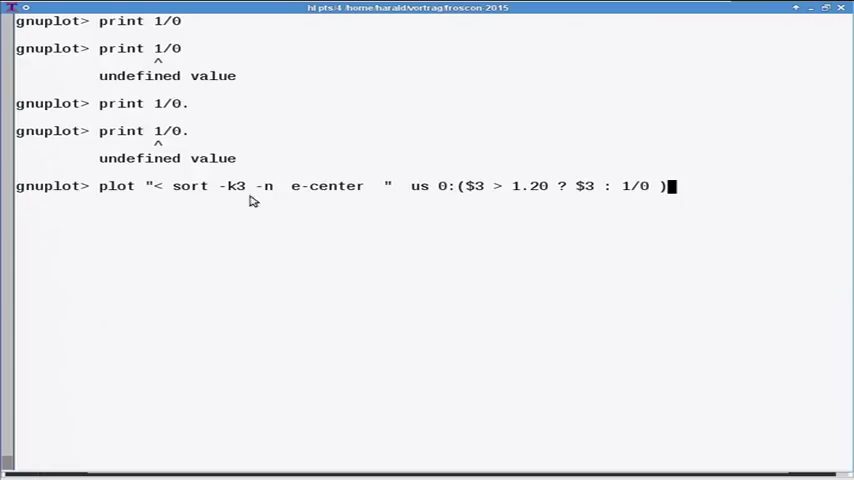 hl pts/4 /home/harald/vortrag/froscon-2015
gnuplot> print 1/0
gnuplot> print 1/0
^
undefined value
gnuplot> print 1/0.
gnuplot> print 1/0.
^
undefined value
gnuplot> plot "< sort -k3 -n  e-center  "  us 0:($3 > 1.20 ? $3 : 1/0 )